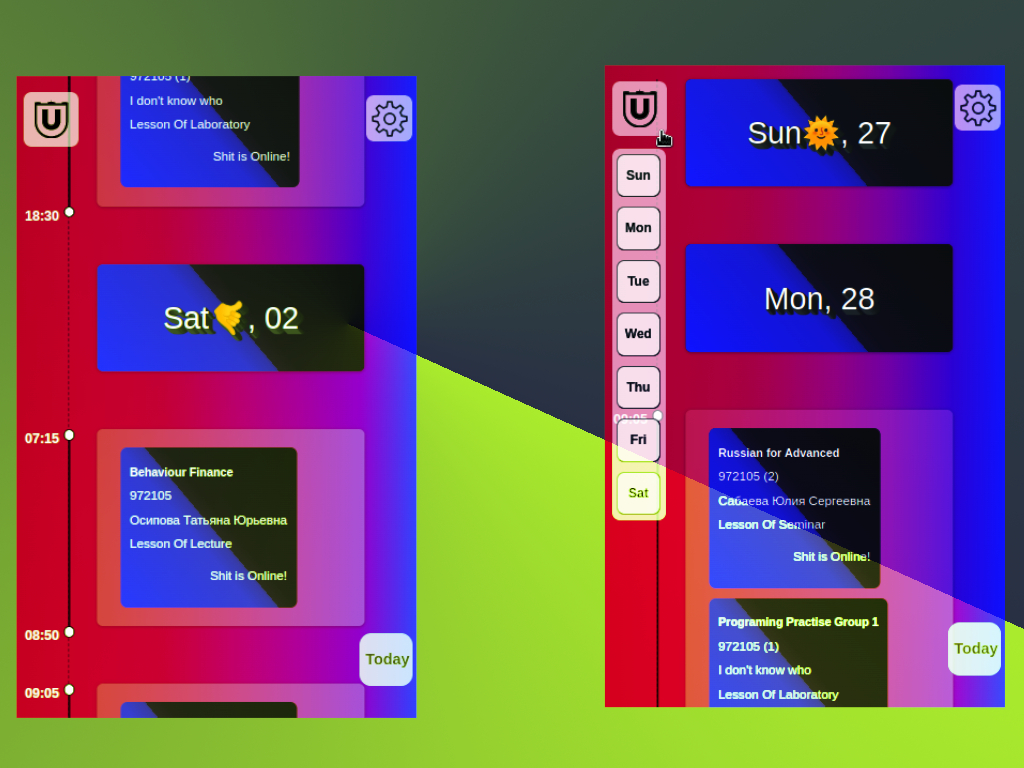 972105 (1)
I don't know who
Lesson Of Laboratory
Shit is Online!
U
18:30
Sat🤙, 02
07:15
Behaviour Finance
972105
Осипова Татьяна Юрьевна
Lesson Of Lecture
Shit is Online!
08:50
Today
09:05
U
Sun🌞, 27
Sun
Mon
Tue
Wed
Thu
Fri
Sat
Mon, 28
09:05
Russian for Advanced
972105 (2)
Сабаева Юлия Сергеевна
Lesson Of Seminar
Shit is Online!
Programing Practise Group 1
972105 (1)
I don't know who
Lesson Of Laboratory
Today